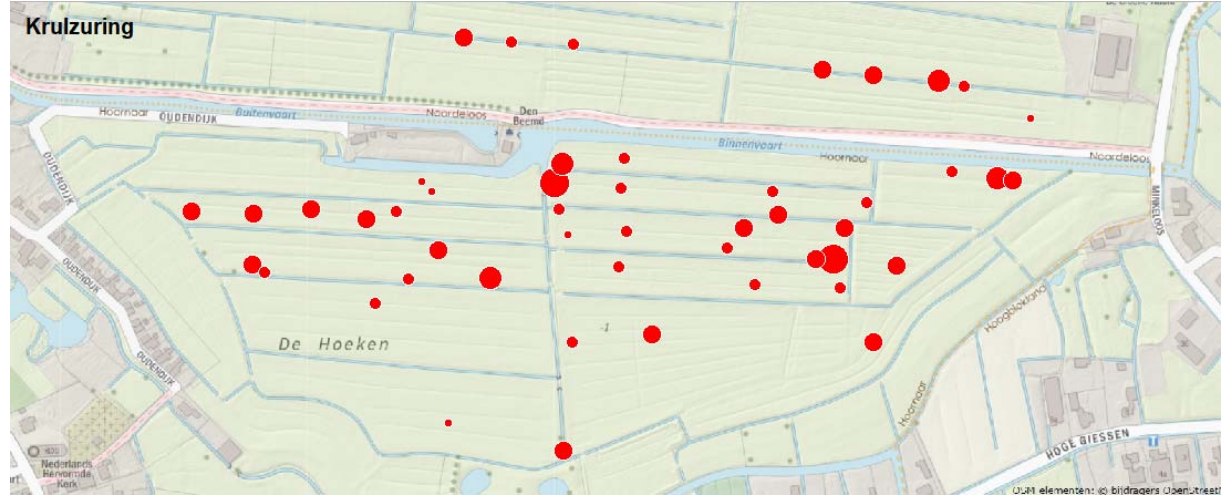 Krulzuring
Hoornaar
OUDENDIJK
Buitenvaart
Noordeloos
Den
Beemd
Binnenvaart
Hoornaar
Noordeloos
OUDENDIJK
MINKELOOS
OUDENDIJK
Hoogblokland
-1
De Hoeken
OUDENDIJK
Hoornaar
HOGE GIESSEN
Nederlands
Hervormde
Kerk
OSM elementen: © bijdragers OpenStreet